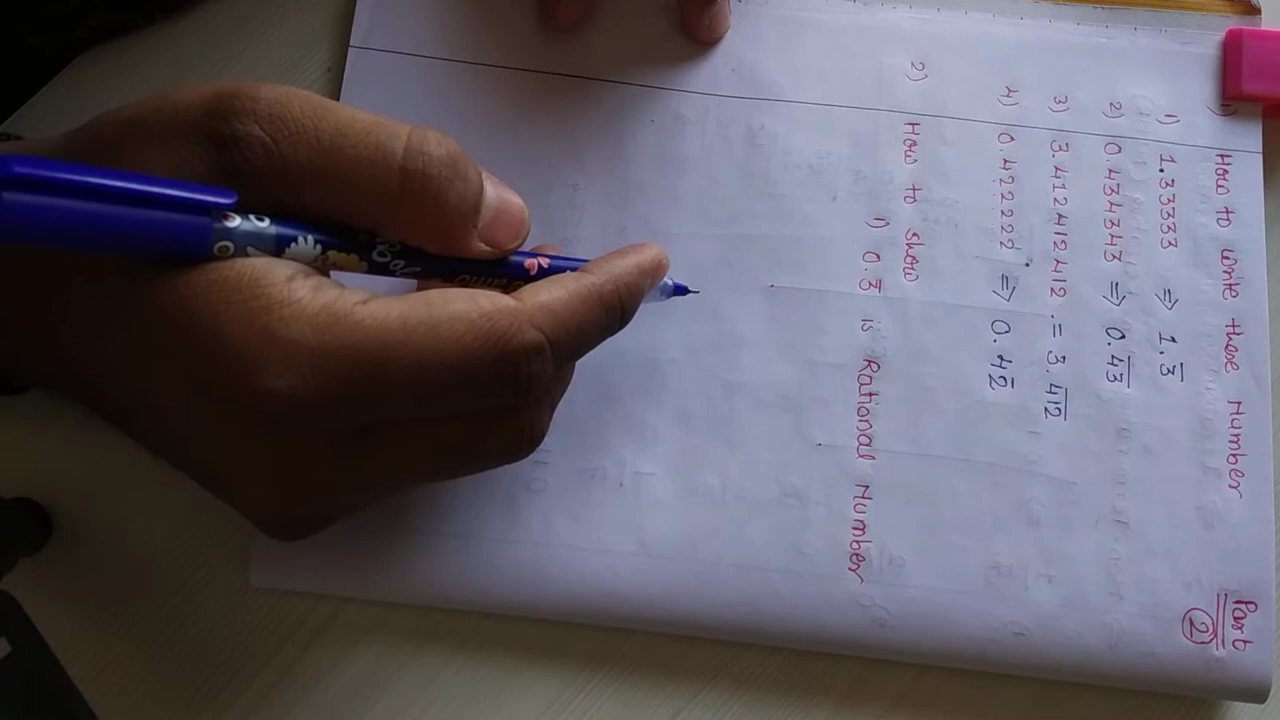 Part
2
1) How to write these Number
1) 1.33333 ⇒ 1.3̅
2) 0.434343 ⇒ 0.4̅3̅
3) 3.412412412 . = 3.4̅1̅2̅
4) 0.422222 ⇒ 0.42̅
2) How to show
1) 0.3̅ is Rational Number